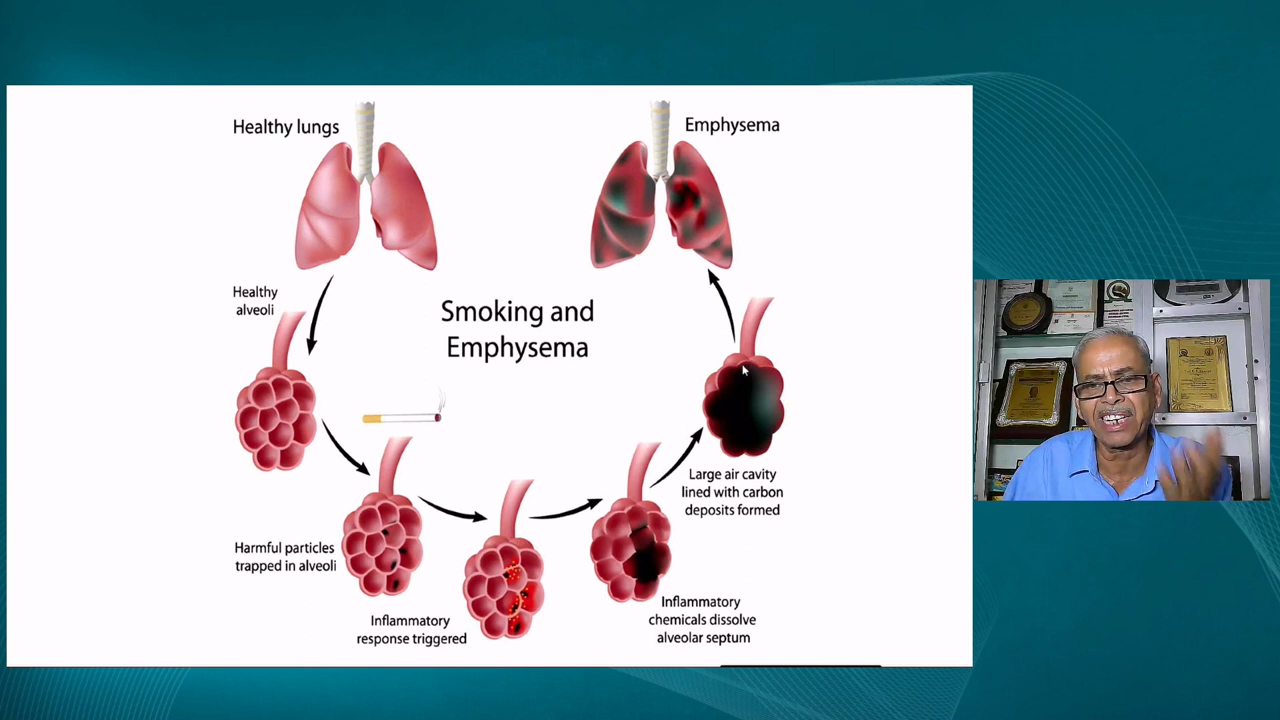 Healthy lungs
Emphysema
Healthy
alveoli
Smoking and
Emphysema
Large air cavity
lined with carbon
deposits formed
Harmful particles
trapped in alveoli
Inflammatory
response triggered
Inflammatory
chemicals dissolve
alveolar septum